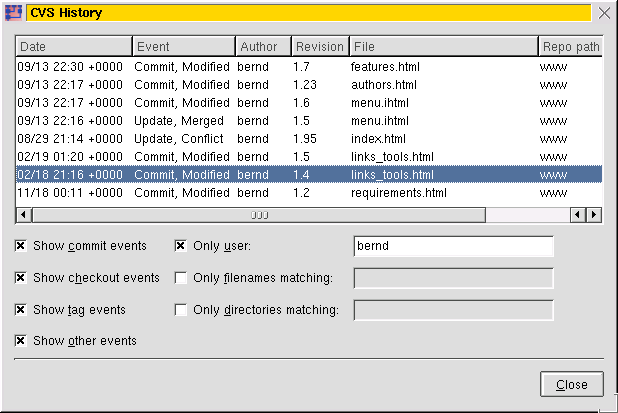 CVS History
Date Event Author Revision File Repo path
09/13 22:30 +0000 Commit, Modified bernd 1.7 features.html www
09/13 22:17 +0000 Commit, Modified bernd 1.23 authors.html www
09/13 22:17 +0000 Commit, Modified bernd 1.6 menu.ihtml www
09/13 22:16 +0000 Update, Merged bernd 1.5 menu.ihtml www
08/29 21:14 +0000 Update, Conflict bernd 1.95 index.html www
02/19 01:20 +0000 Commit, Modified bernd 1.5 links_tools.html www
02/18 21:16 +0000 Commit, Modified bernd 1.4 links_tools.html www
11/18 00:11 +0000 Commit, Modified bernd 1.2 requirements.html www
Show commit events Only user: bernd
Show checkout events Only filenames matching:
Show tag events Only directories matching:
Show other events
Close